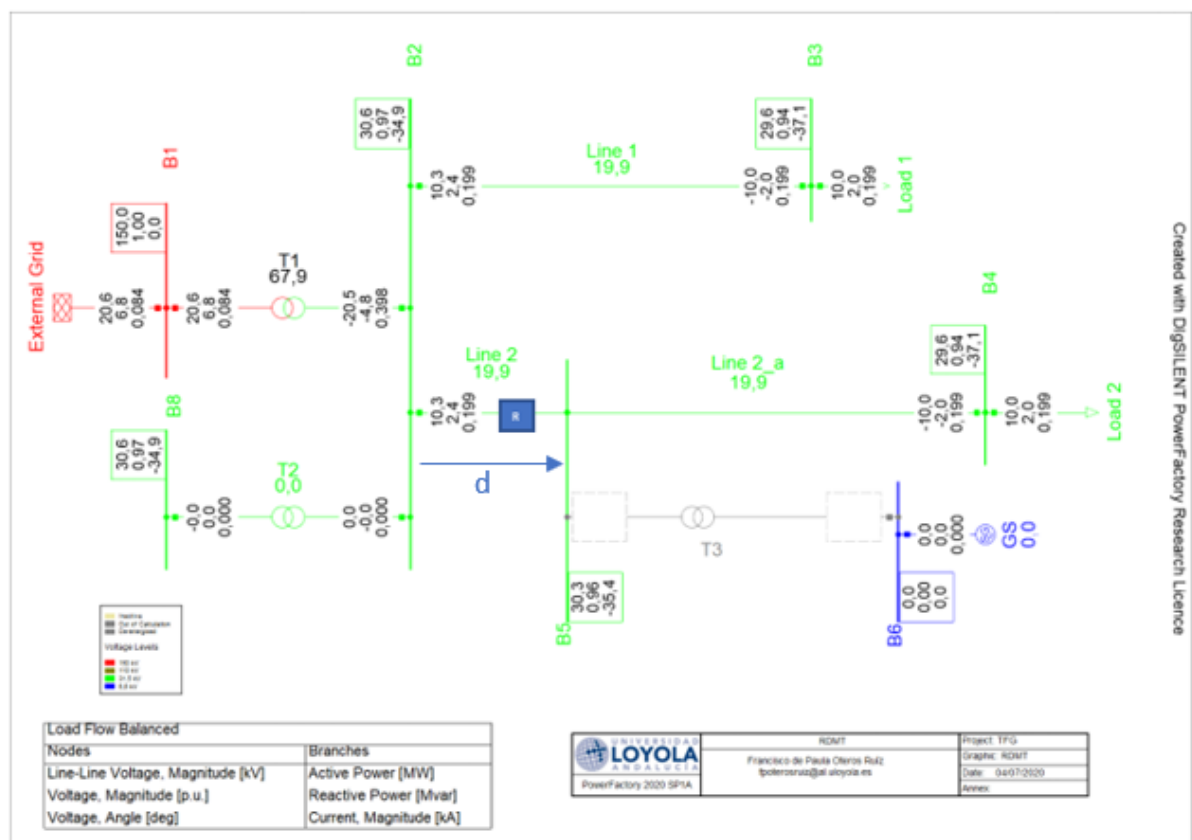 B2
B3
30,6
0,97
-34,9
29,6
0,94
-37,1
B1
Line 1
19,9
10,3
2,4
0,199
-10,0
-2,0
0,199
10,0
2,0
0,199
Load 1
150,0
1,00
0,0
External Grid
20,6
6,8
0,084
20,6
6,8
0,084
T1
67,9
-20,5
-4,8
0,398
B4
29,6
0,94
-37,1
Line 2
19,9
Line 2_a
19,9
10,3
2,4
0,199
R
-10,0
-2,0
0,199
10,0
2,0
0,199
Load 2
B8
30,6
0,97
-34,9
d
T2
0,0
-0,0
0,0
0,000
0,0
-0,0
0,000
T3
0,0
0,0
0,000
GS
0,0
30,3
0,96
-35,4
B5
0,0
0,00
0,0
B6
Out of Calculation
Voltage Levels
Created with DIgSILENT PowerFactory Research Licence
Load Flow Balanced
Nodes
Branches
Line-Line Voltage, Magnitude [kV]
Active Power [MW]
Voltage, Magnitude [p.u.]
Reactive Power [Mvar]
Voltage, Angle [deg]
Current, Magnitude [kA]
UNIVERSIDAD
LOYOLA
ANDALUCÍA
PowerFactory 2020 SP1A
RDMT
Francisco de Paula Oteros Ruiz
fpoterosruiz@al.uloyola.es
Project: TFG
Graphic: RDMT
Date: 04/07/2020
Annex: